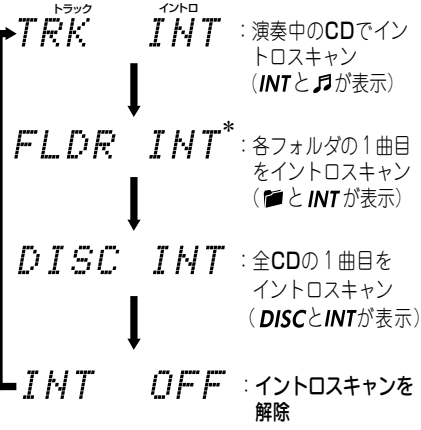 トラック イントロ
TRK INT :演奏中のCDでイン
トロスキャン
(INTと♬が表示)
FLDR INT* :各フォルダの1曲目
をイントロスキャン
(📁とINTが表示)
DISC INT :全CDの1曲目を
イントロスキャン
(DISCとINTが表示)
INT OFF :イントロスキャンを
解除